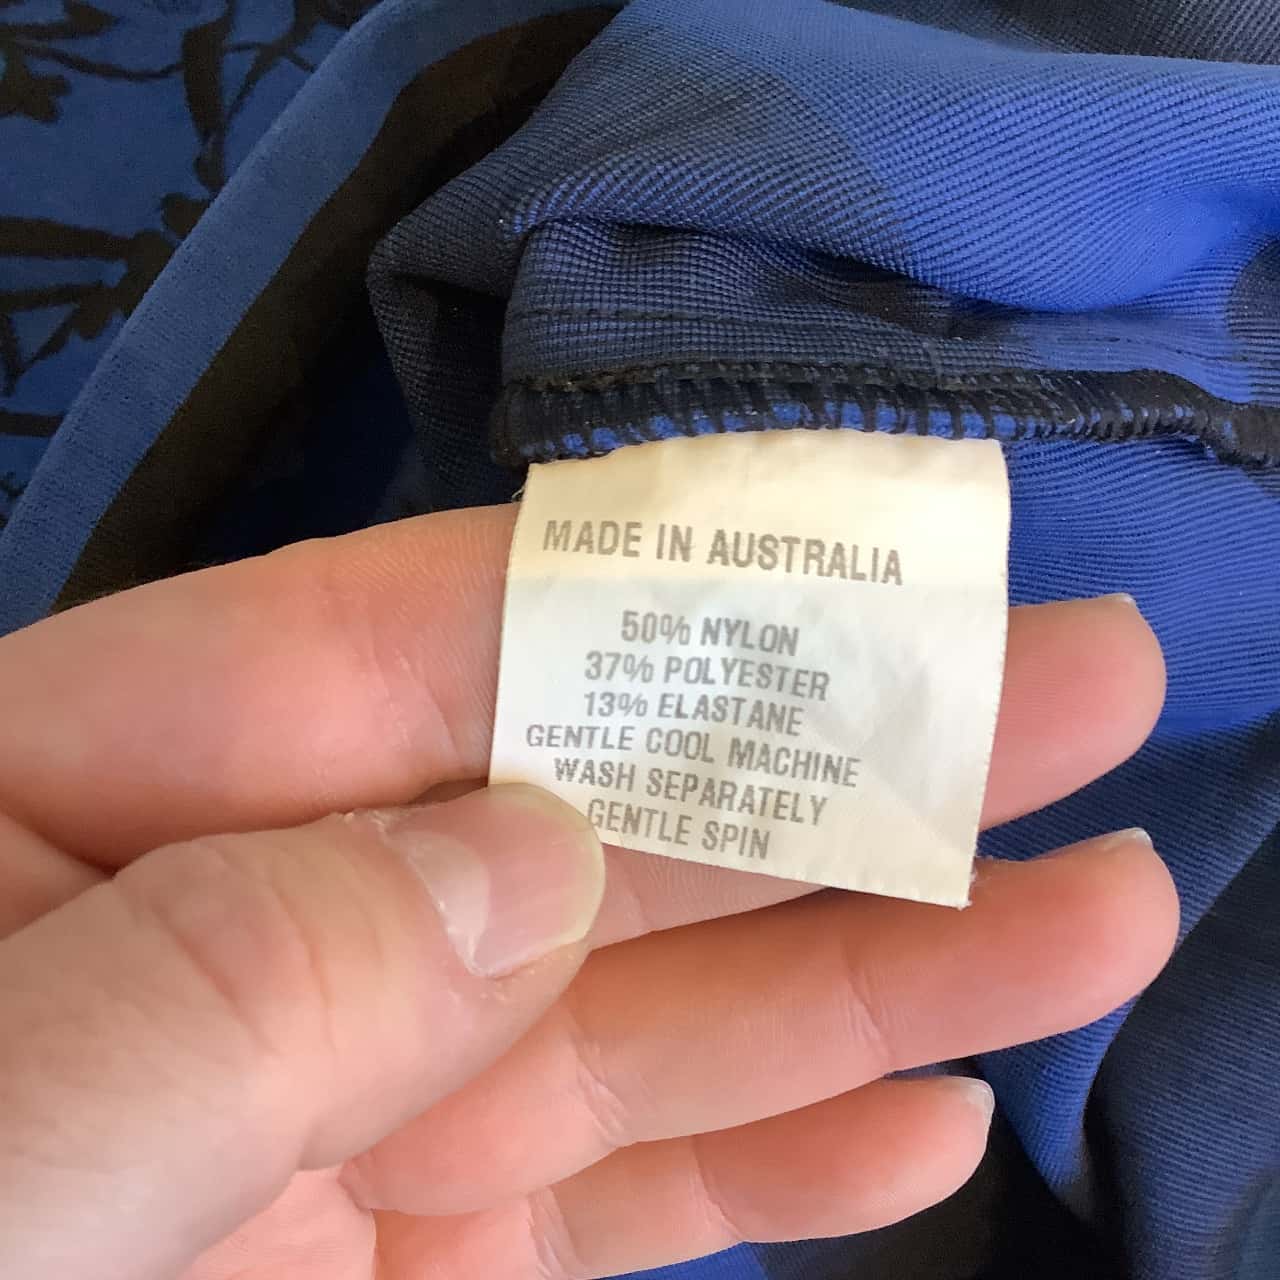 MADE IN AUSTRALIA
50% NYLON
37% POLYESTER
13% ELASTANE
GENTLE COOL MACHINE
WASH SEPARATELY
GENTLE SPIN